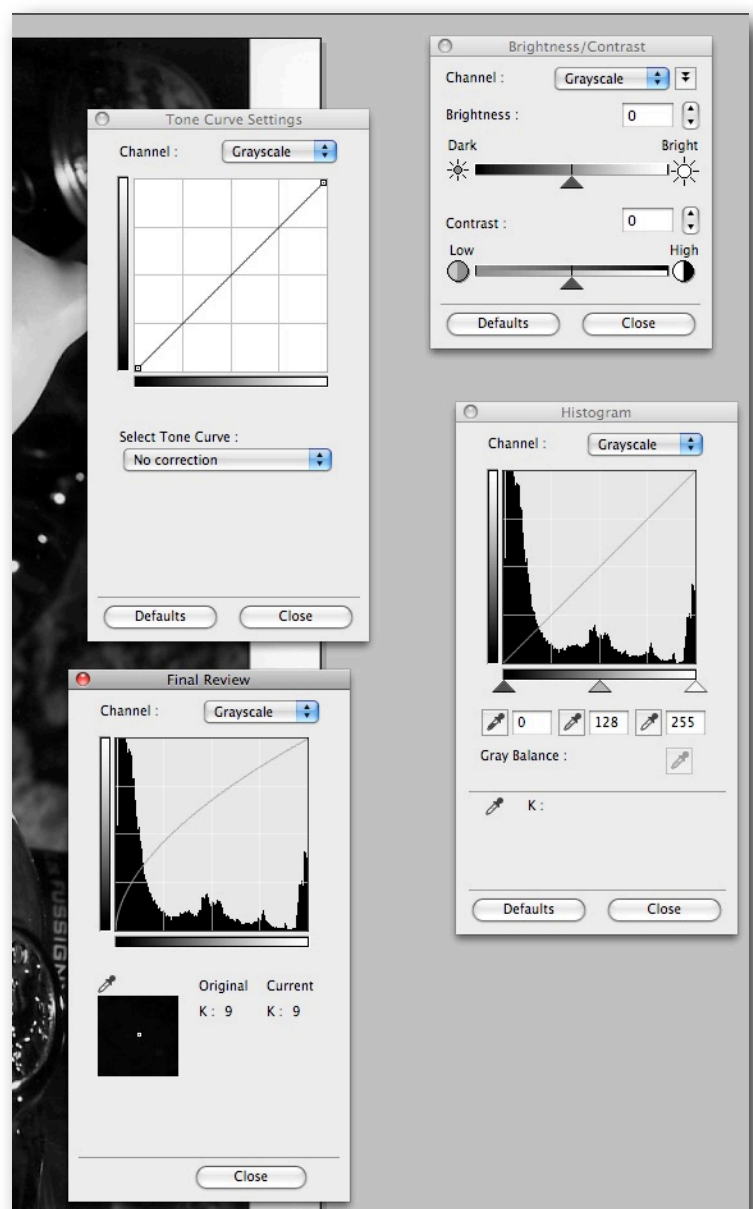 Tone Curve Settings
Channel :
Grayscale
Select Tone Curve :
No correction
Defaults
Close
Brightness/Contrast
Channel :
Grayscale
Brightness :
0
Dark
Bright
Contrast :
0
Low
High
Defaults
Close
Histogram
Channel :
Grayscale
0
128
255
Gray Balance :
K :
Defaults
Close
Final Review
Channel :
Grayscale
Original
Current
K : 9
K : 9
Close
FUSSIGN